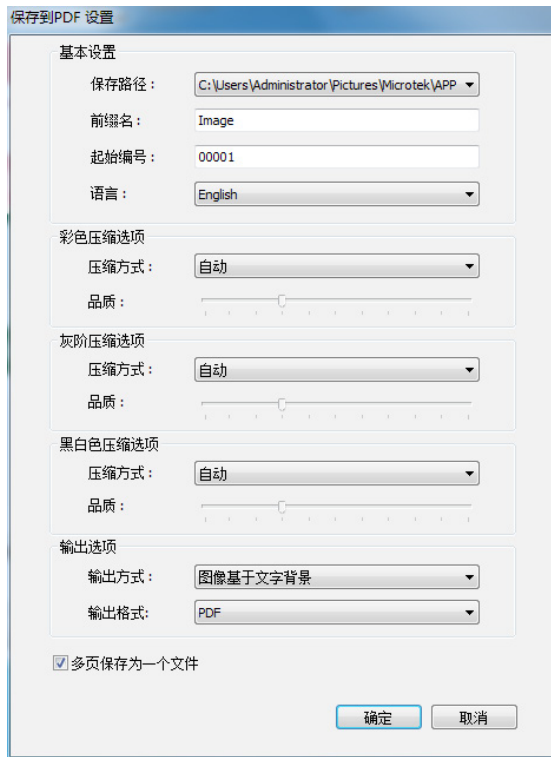 保存到PDF 设置
基本设置
保存路径： C:\Users\Administrator\Pictures\Microtek\APP
前缀名： Image
起始编号： 00001
语言： English
彩色压缩选项
压缩方式： 自动
品质：
灰阶压缩选项
压缩方式： 自动
品质：
黑白色压缩选项
压缩方式： 自动
品质：
输出选项
输出方式： 图像基于文字背景
输出格式: PDF
多页保存为一个文件
确定 取消